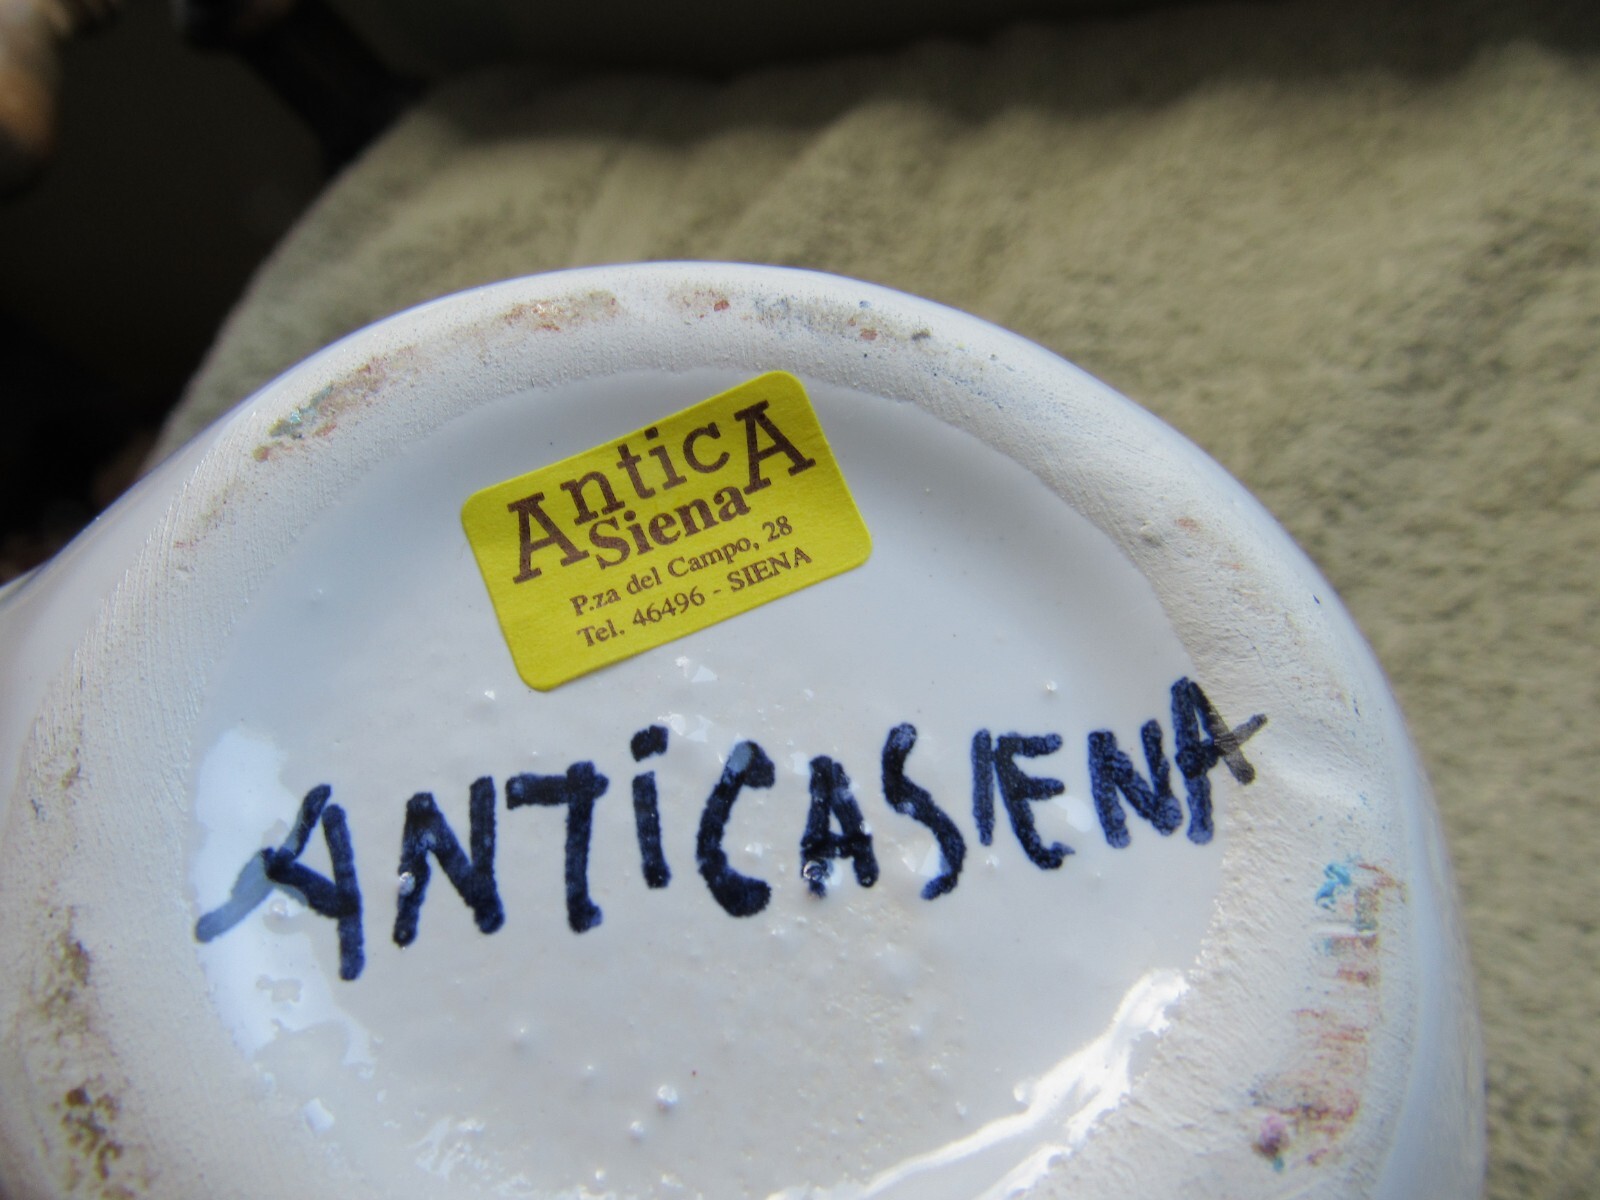 AnticA
Siena
P.za del Campo, 28
Tel. 46496 - SIENA
ANTiCASIENA